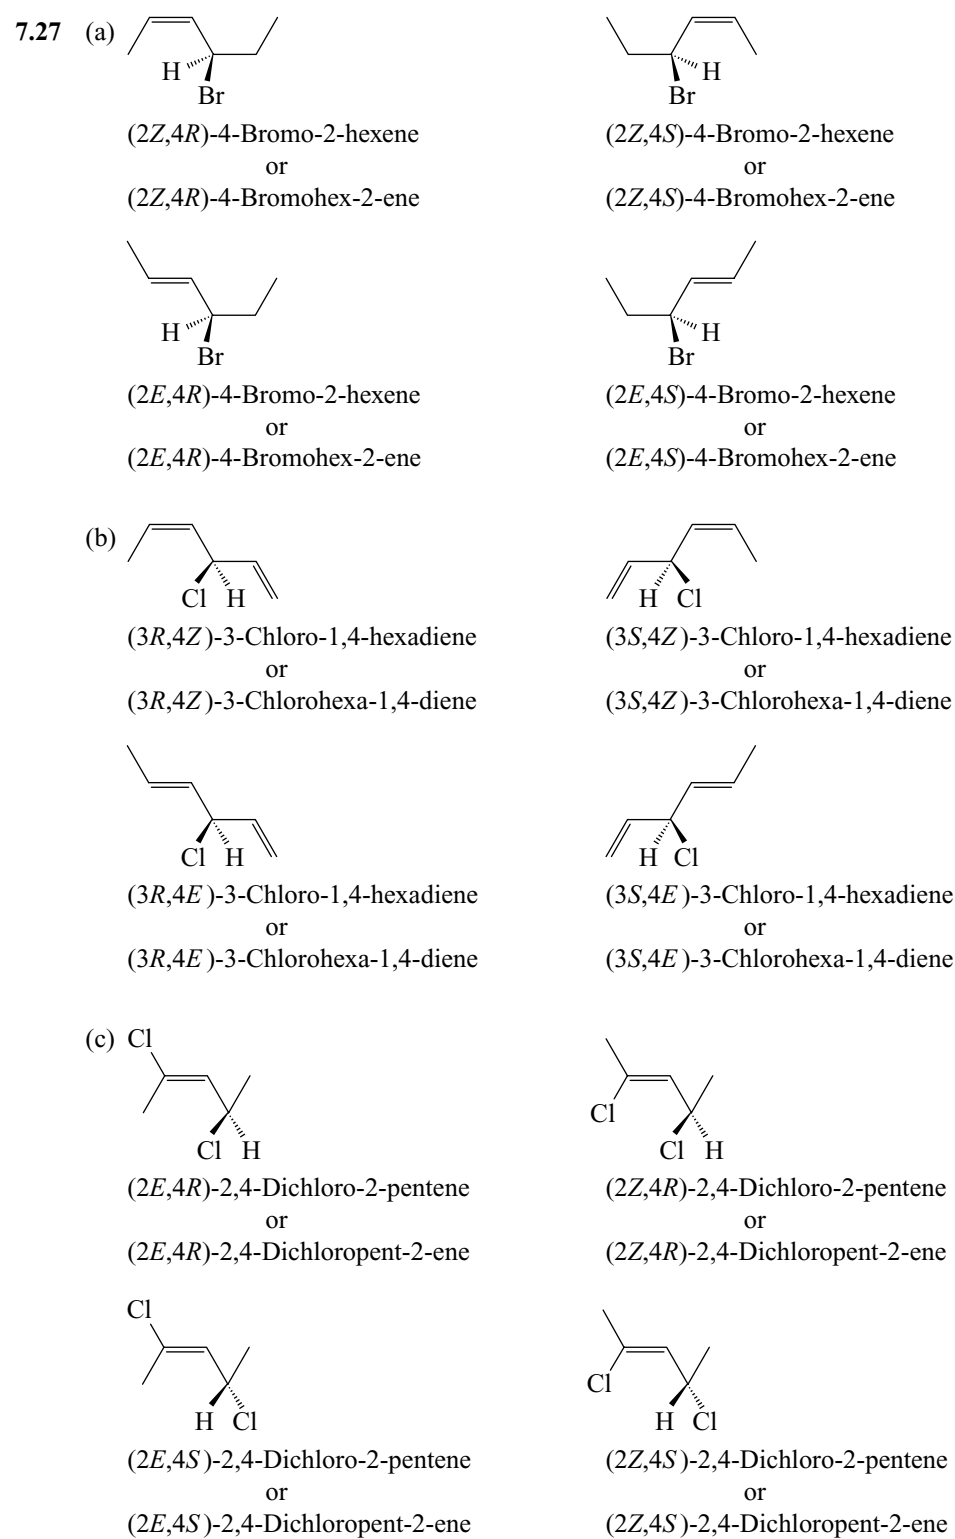 7.27 (a)
H
Br
H
Br
(2Z,4R)-4-Bromo-2-hexene
or
(2Z,4R)-4-Bromohex-2-ene
(2Z,4S)-4-Bromo-2-hexene
or
(2Z,4S)-4-Bromohex-2-ene
H
Br
H
Br
(2E,4R)-4-Bromo-2-hexene
or
(2E,4R)-4-Bromohex-2-ene
(2E,4S)-4-Bromo-2-hexene
or
(2E,4S)-4-Bromohex-2-ene
(b)
Cl H
H Cl
(3R,4Z)-3-Chloro-1,4-hexadiene
or
(3R,4Z)-3-Chlorohexa-1,4-diene
(3S,4Z)-3-Chloro-1,4-hexadiene
or
(3S,4Z)-3-Chlorohexa-1,4-diene
Cl H
H Cl
(3R,4E)-3-Chloro-1,4-hexadiene
or
(3R,4E)-3-Chlorohexa-1,4-diene
(3S,4E)-3-Chloro-1,4-hexadiene
or
(3S,4E)-3-Chlorohexa-1,4-diene
(c) Cl
Cl H
Cl
Cl H
(2E,4R)-2,4-Dichloro-2-pentene
or
(2E,4R)-2,4-Dichloropent-2-ene
(2Z,4R)-2,4-Dichloro-2-pentene
or
(2Z,4R)-2,4-Dichloropent-2-ene
Cl
H Cl
Cl
H Cl
(2E,4S)-2,4-Dichloro-2-pentene
or
(2E,4S)-2,4-Dichloropent-2-ene
(2Z,4S)-2,4-Dichloro-2-pentene
or
(2Z,4S)-2,4-Dichloropent-2-ene